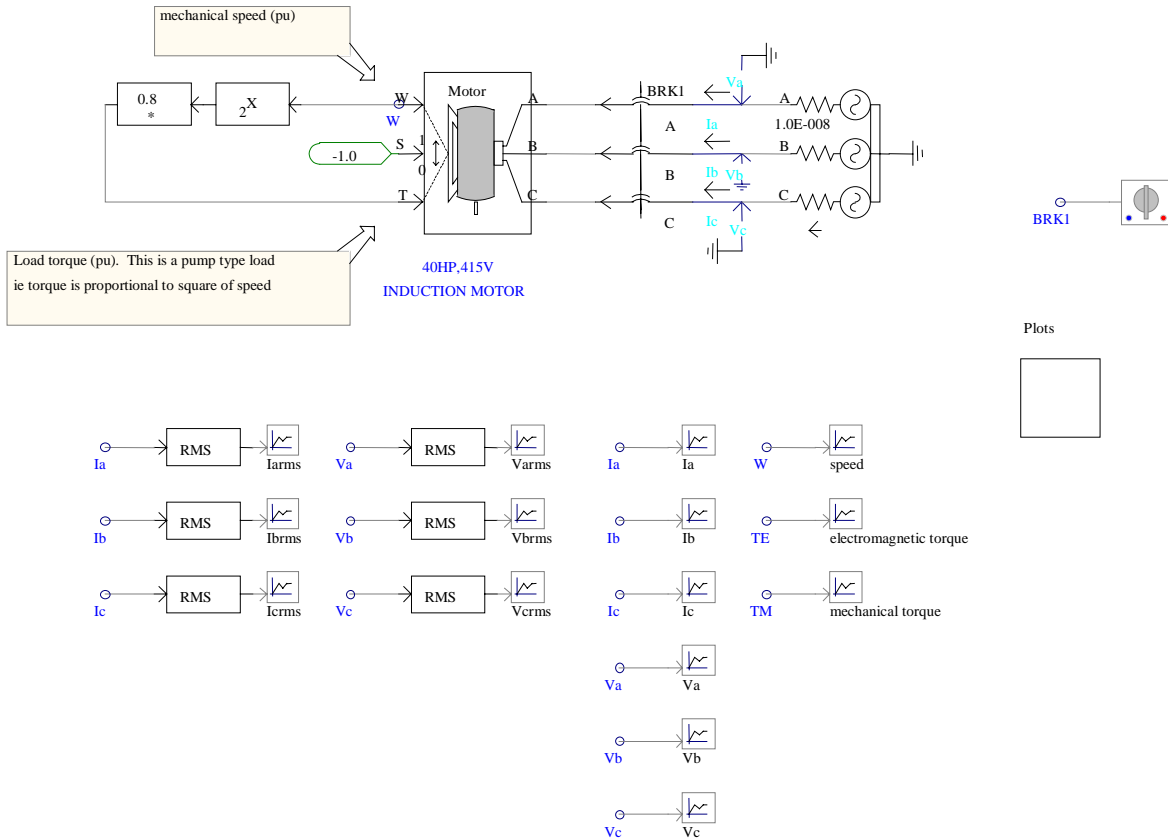 mechanical speed (pu)
0.8
*
2X
W
W
Motor
A
BRK1
Va
A
1.0E-008
Ia
A
-1.0
S
1
0
B
B
Ib
Vb
B
T
C
C
Ic
Vc
C
BRK1
Load torque (pu). This is a pump type load
ie torque is proportional to square of speed
40HP,415V
INDUCTION MOTOR
Plots
Ia
RMS
Iarms
Va
RMS
Varms
Ia
Ia
W
speed
Ib
RMS
Ibrms
Vb
RMS
Vbrms
Ib
Ib
TE
electromagnetic torque
Ic
RMS
Icrms
Vc
RMS
Vcrms
Ic
Ic
TM
mechanical torque
Va
Va
Vb
Vb
Vc
Vc